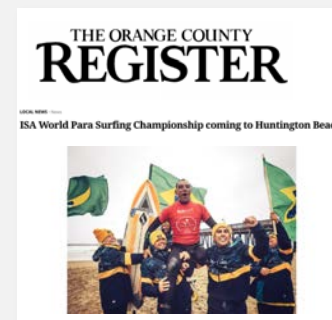 THE ORANGE COUNTY
REGISTER
LOCAL NEWS
ISA World Para Surfing Championship coming to Huntington Bea